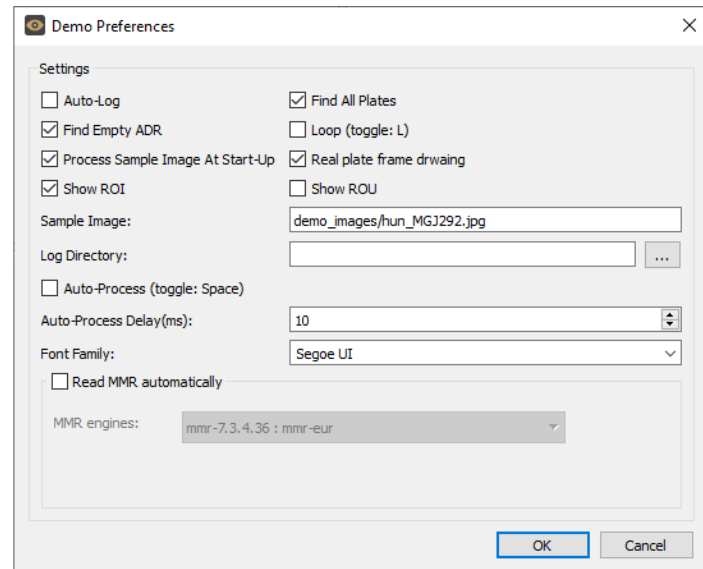 Demo Preferences
Settings
Auto-Log
Find All Plates
Find Empty ADR
Loop (toggle: L)
Process Sample Image At Start-Up
Real plate frame drwaing
Show ROI
Show ROU
Sample Image:
demo_images/hun_MGJ292.jpg
Log Directory:
...
Auto-Process (toggle: Space)
Auto-Process Delay(ms):
10
Font Family:
Segoe UI
Read MMR automatically
MMR engines:
mmr-7.3.4.36 : mmr-eur
OK
Cancel